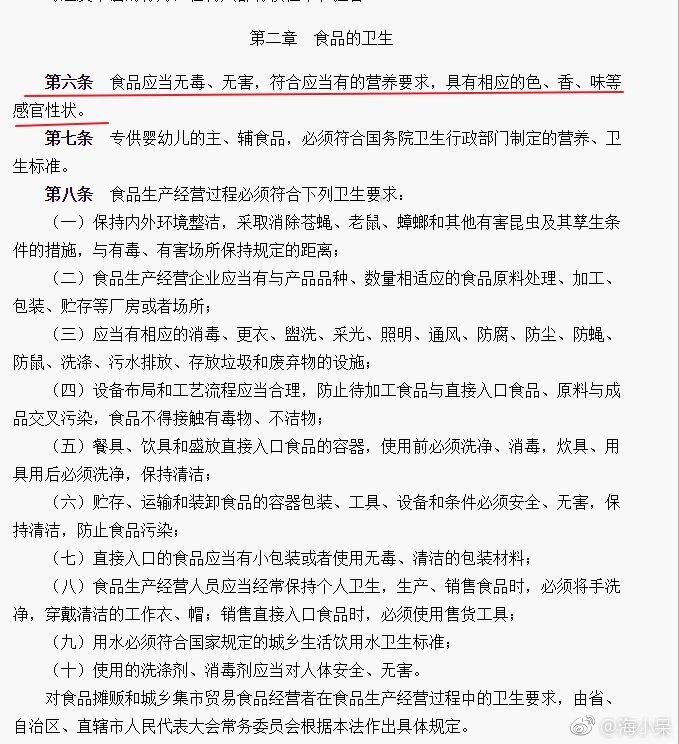 第二章　食品的卫生
第六条　食品应当无毒、无害，符合应当有的营养要求，具有相应的色、香、味等
感官性状。
第七条　专供婴幼儿的主、辅食品，必须符合国务院卫生行政部门制定的营养、卫
生标准。
第八条　食品生产经营过程必须符合下列卫生要求：
（一）保持内外环境整洁，采取消除苍蝇、老鼠、蟑螂和其他有害昆虫及其孳生条
件的措施，与有毒、有害场所保持规定的距离；
（二）食品生产经营企业应当有与产品品种、数量相适应的食品原料处理、加工、
包装、贮存等厂房或者场所；
（三）应当有相应的消毒、更衣、盥洗、采光、照明、通风、防腐、防尘、防蝇、
防鼠、洗涤、污水排放、存放垃圾和废弃物的设施；
（四）设备布局和工艺流程应当合理，防止待加工食品与直接入口食品、原料与成
品交叉污染，食品不得接触有毒物、不洁物；
（五）餐具、饮具和盛放直接入口食品的容器，使用前必须洗净、消毒，炊具、用
具用后必须洗净，保持清洁；
（六）贮存、运输和装卸食品的容器包装、工具、设备和条件必须安全、无害，保
持清洁，防止食品污染；
（七）直接入口的食品应当有小包装或者使用无毒、清洁的包装材料；
（八）食品生产经营人员应当经常保持个人卫生，生产、销售食品时，必须将手洗
净，穿戴清洁的工作衣、帽；销售直接入口食品时，必须使用售货工具；
（九）用水必须符合国家规定的城乡生活饮用水卫生标准；
（十）使用的洗涤剂、消毒剂应当对人体安全、无害。
对食品摊贩和城乡集市贸易食品经营者在食品生产经营过程中的卫生要求，由省、
自治区、直辖市人民代表大会常务委员会根据本法作出具体规定。
@海小呆